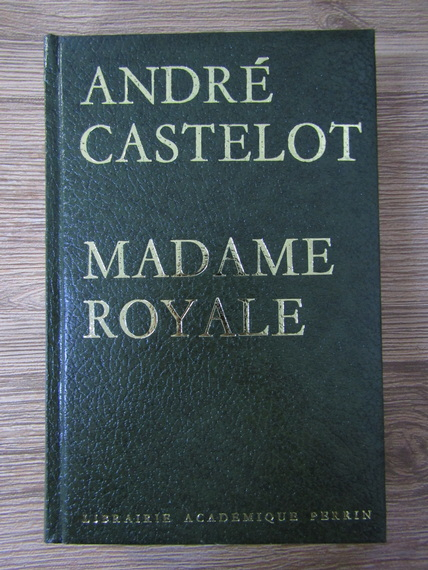 ANDRÉ
CASTELOT
MADAME
ROYALE
LIBRAIRIE ACADEMIQUE PERRIN